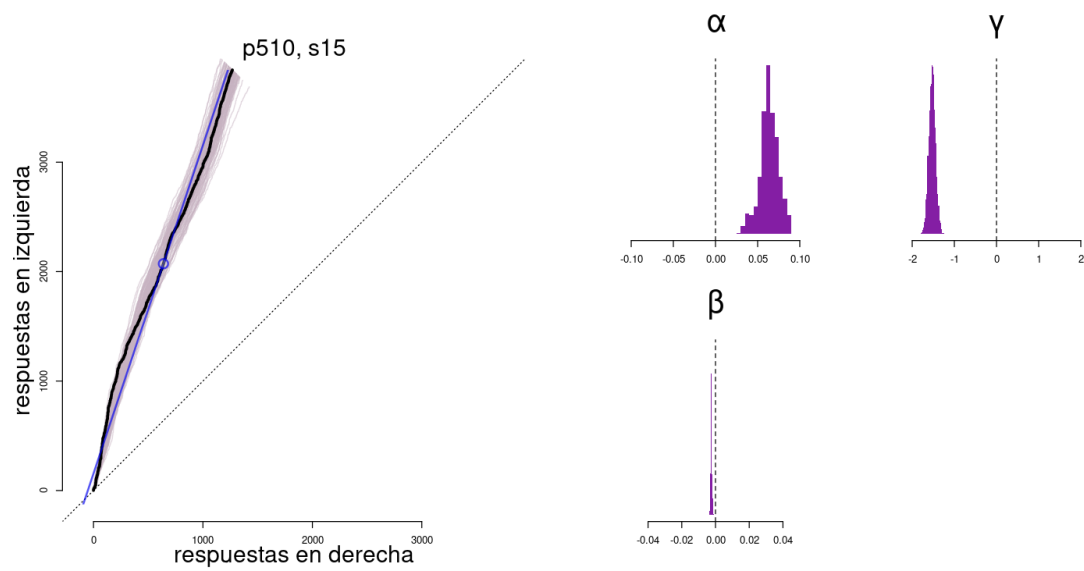 p510, s15
respuestas en izquierda
0 1000 2000 3000
0 1000 2000 3000
respuestas en derecha
α
-0.10 -0.05 0.00 0.05 0.10
γ
-2 -1 0 1 2
β
-0.04 -0.02 0.00 0.02 0.04